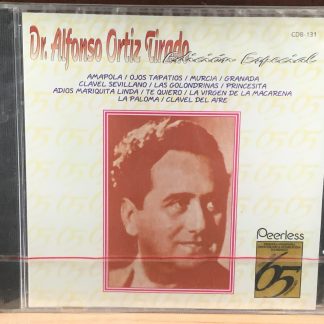 Dr. Alfonso Ortiz Tirado
Edición Especial
CDB-131
AMAPOLA / OJOS TAPATIOS / MURCIA / GRANADA
CLAVEL SEVILLANO / LAS GOLONDRINAS / PRINCESITA
ADIOS MARIQUITA LINDA / TE QUIERO / LA VIRGEN DE LA MACARENA
LA PALOMA / CLAVEL DEL AIRE
Peerless
65